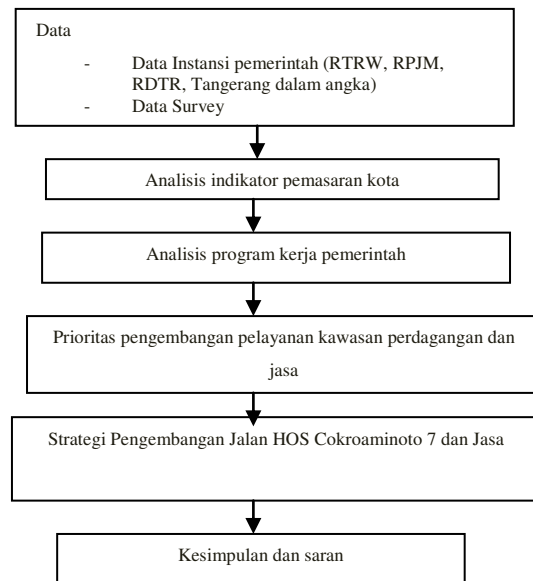 Data
- Data Instansi pemerintah (RTRW, RPJM,
RDTR, Tangerang dalam angka)
- Data Survey
Analisis indikator pemasaran kota
Analisis program kerja pemerintah
Prioritas pengembangan pelayanan kawasan perdagangan dan
jasa
Strategi Pengembangan Jalan HOS Cokroaminoto 7 dan Jasa
Kesimpulan dan saran